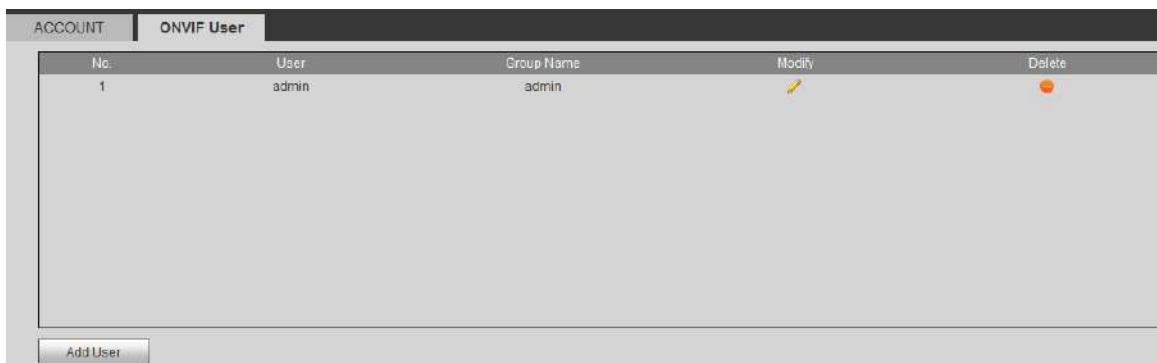 ACCOUNT ONVIF User
No. User Group Name Modify Delete
1 admin admin
Add User